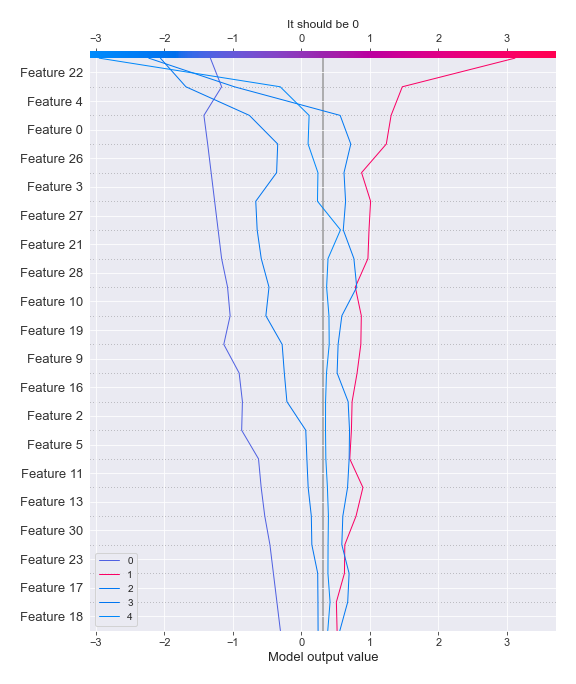 It should be 0
−3 −2 −1 0 1 2 3
Feature 22
Feature 4
Feature 0
Feature 26
Feature 3
Feature 27
Feature 21
Feature 28
Feature 10
Feature 19
Feature 9
Feature 16
Feature 2
Feature 5
Feature 11
Feature 13
Feature 30
Feature 23
Feature 17
Feature 18
0
1
2
3
4
−3 −2 −1 0 1 2 3
Model output value